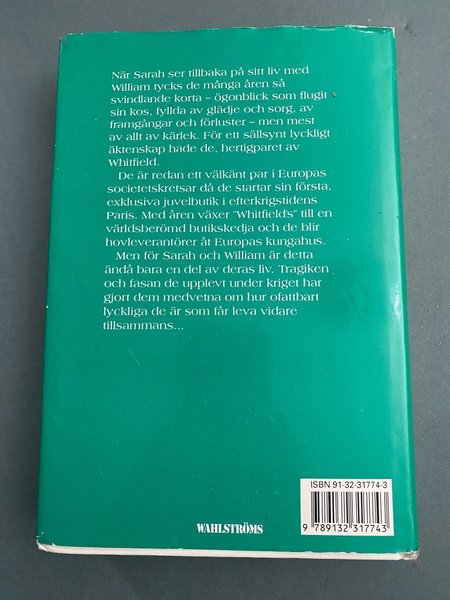 När Sarah ser tillbaka på sitt liv med
William tycks de många åren så
svindlande korta – ögonblick som flugit
sin kos, fyllda av glädje och sorg, av
framgångar och förluster – men mest
av allt av kärlek. För ett sällsynt lyckligt
äktenskap hade de, hertigparet av
Whitfield.
De är redan ett välkänt par i Europas
societetskretsar då de startar sin första,
exklusiva juvelbutik i efterkrigstidens
Paris. Med åren växer "Whitfield's" till en
världsberömd butikskedja och de blir
hovleverantörer åt Europas kungahus.
Men för Sarah och William är detta
ändå bara en del av deras liv. Tragiken
och fasan de upplevt under kriget har
gjort dem medvetna om hur ofattbart
lyckliga de är som får leva vidare
tillsammans...
ISBN 91-32-31774-3
9 789132 317743
WAHLSTRÖMS